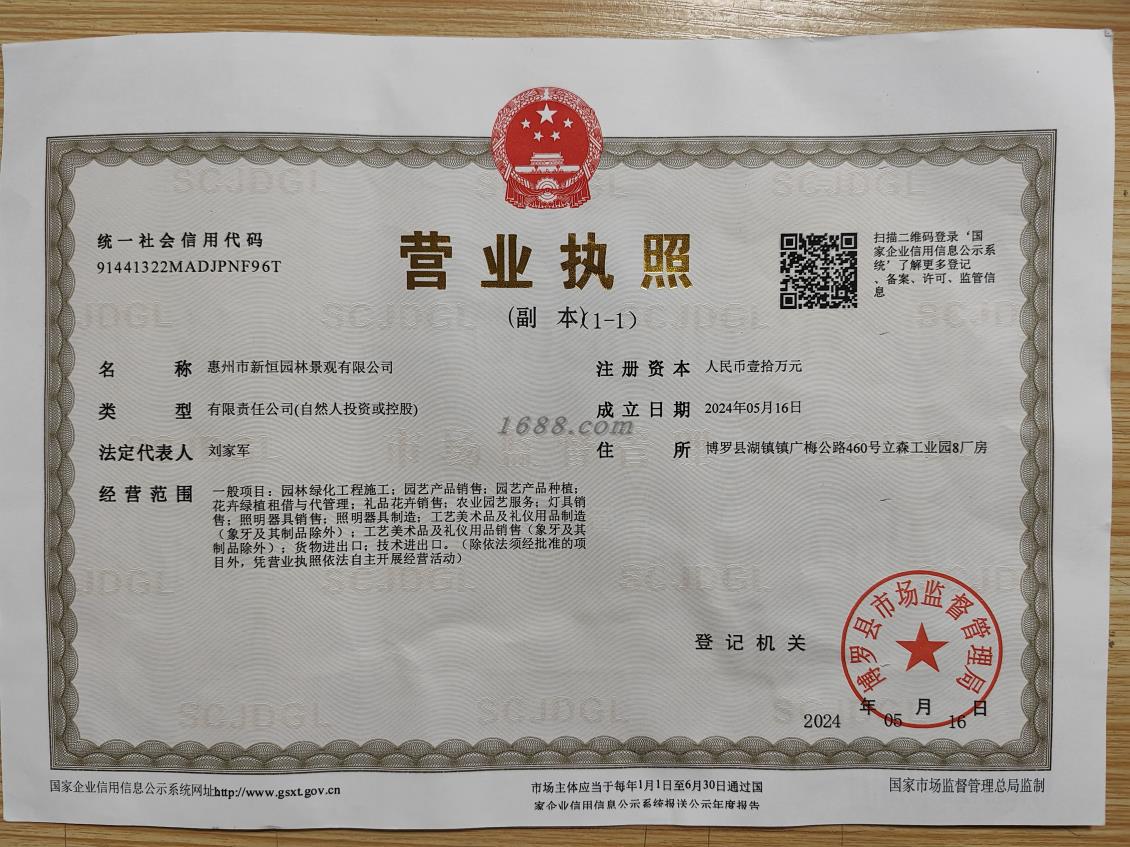 统一社会信用代码
91441322MADJPNF96T
营业执照
(副 本)(1-1)
扫描二维码登录‘国
家企业信用信息公示系
统’了解更多登记
、备案、许可、监管信
息
名称 惠州市新恒园林景观有限公司
类型 有限责任公司(自然人投资或控股)
法定代表人 刘家军
经营范围 一般项目：园林绿化工程施工；园艺产品销售；园艺产品种植；
花卉绿植租借与代管理；礼品花卉销售；农业园艺服务；灯具销
售；照明器具销售；照明器具制造；工艺美术品及礼仪用品制造
（象牙及其制品除外）；工艺美术品及礼仪用品销售（象牙及其
制品除外）；货物进出口；技术进出口。（除依法须经批准的项
目外，凭营业执照依法自主开展经营活动）
注册资本 人民币壹拾万元
成立日期 2024年05月16日
住所 博罗县湖镇镇广梅公路460号立森工业园8厂房
1688.com
登记机关
博罗县市场监督管理局
2024年05月16日
国家企业信用信息公示系统网址http://www.gsxt.gov.cn
市场主体应当于每年1月1日至6月30日通过国
家企业信用信息公示系统报送公示年度报告
国家市场监督管理总局监制